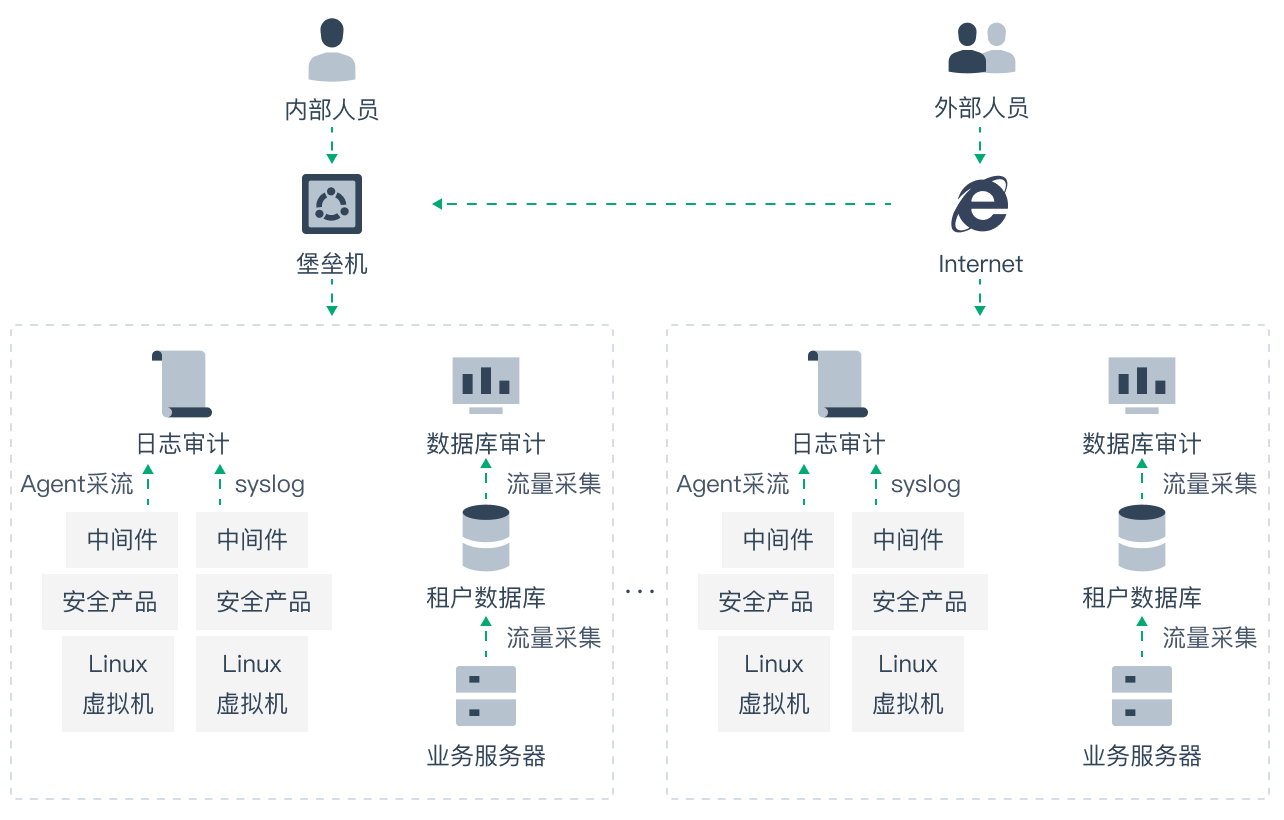 内部人员
外部人员
堡垒机
Internet
日志审计
数据库审计
Agent采流
syslog
流量采集
中间件
中间件
安全产品
安全产品
租户数据库
流量采集
Linux
虚拟机
Linux
虚拟机
业务服务器
...
日志审计
数据库审计
Agent采流
syslog
流量采集
中间件
中间件
安全产品
安全产品
租户数据库
流量采集
Linux
虚拟机
Linux
虚拟机
业务服务器